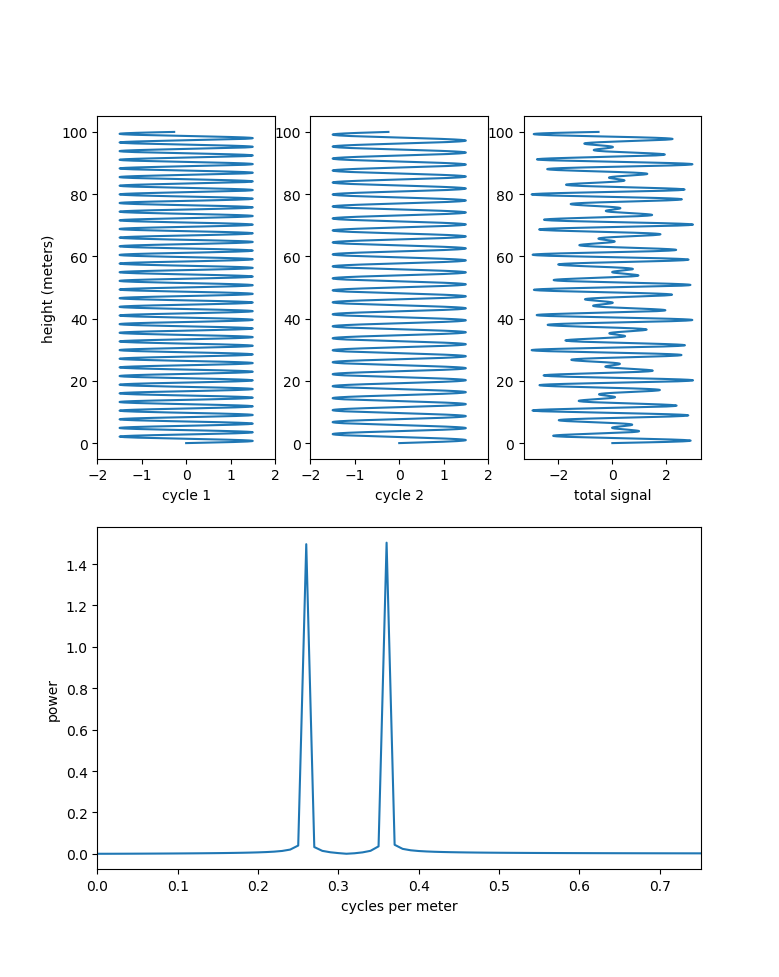 height (meters)
100
80
60
40
20
0
−2 −1 0 1 2
cycle 1
100
80
60
40
20
0
−2 −1 0 1 2
cycle 2
100
80
60
40
20
0
−2 0 2
total signal
power
1.4
1.2
1.0
0.8
0.6
0.4
0.2
0.0
0.0 0.1 0.2 0.3 0.4 0.5 0.6 0.7
cycles per meter